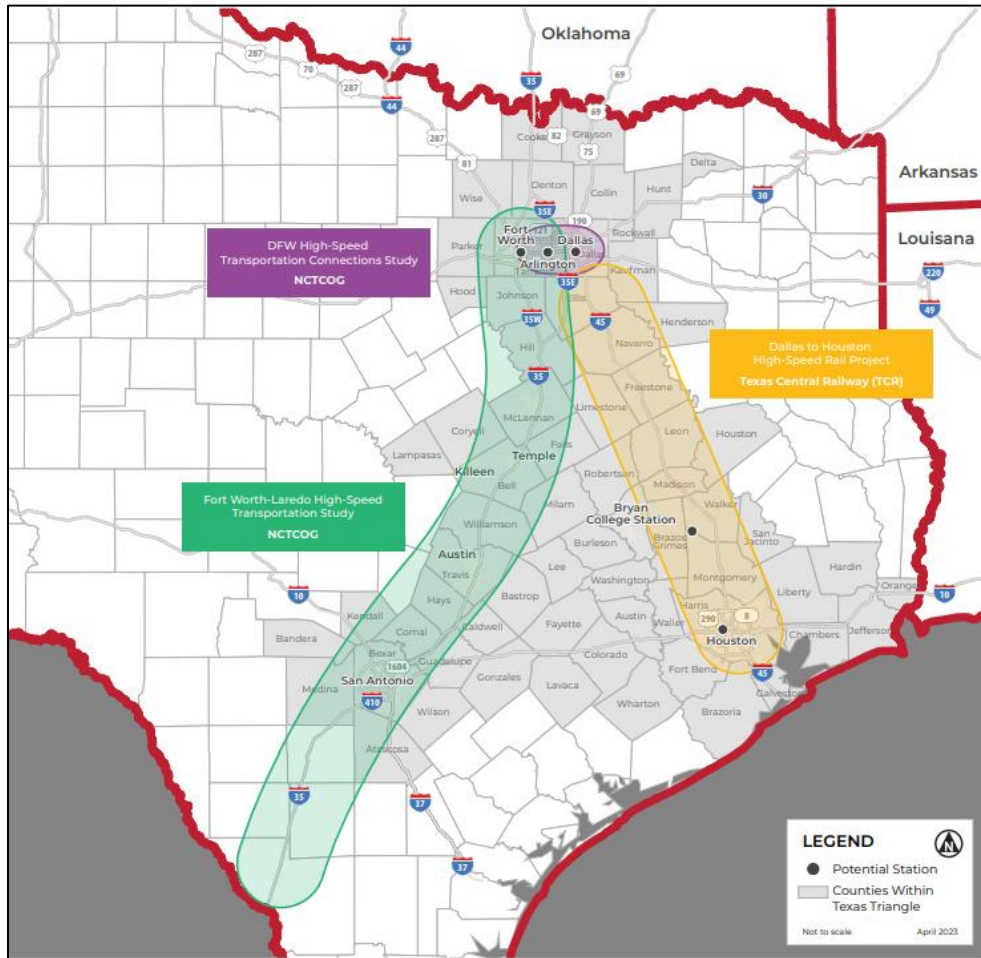 Oklahoma
Arkansas
Louisana
44
287
70
287
44
35
69
69
287
82
75
81
Cooke
Grayson
Delta
Wise
Denton
Collin
Hunt
30
35E
190
121
Parker
Fort
Worth
Dallas
Rockwall
Arlington
Kaufman
220
49
DFW High-Speed
Transportation Connections Study
NCTCOG
Hood
Johnson
35E
Ellis
35W
45
Henderson
Navarro
Hill
35
Freestone
Dallas to Houston
High-Speed Rail Project
Texas Central Railway (TCR)
McLennan
Limestone
Coryell
Leon
Houston
Lampasas
Falls
Temple
Killeen
Bell
Robertson
Madison
Walker
Fort Worth-Laredo High-Speed
Transportation Study
NCTCOG
Milam
Bryan
College Station
Williamson
Brazos
Grimes
San
Jacinto
Burleson
Austin
Travis
Lee
Washington
Montgomery
Hardin
Liberty
Orange
10
10
Hays
Bastrop
Austin
Waller
Harris
290
8
Houston
Kendall
Bandera
Comal
Caldwell
Fayette
Chambers
Jefferson
Bexar
1604
Guadalupe
Colorado
Fort Bend
45
San Antonio
Medina
410
Gonzales
Lavaca
Galveston
Wilson
Wharton
Brazoria
Atascosa
35
37
37
LEGEND
N
Potential Station
Counties Within
Texas Triangle
Not to scale
April 2023